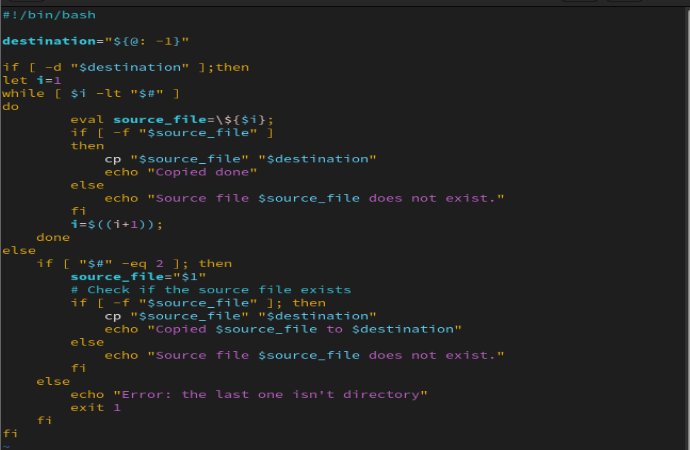 #!/bin/bash

destination="${@: -1}"

if [ -d "$destination" ];then
let i=1
while [ $i -lt "$#" ]
do
        eval source_file=\${$i};
        if [ -f "$source_file" ]
        then
            cp "$source_file" "$destination"
            echo "Copied done"
        else
            echo "Source file $source_file does not exist."
        fi
        i=$((i+1));
    done
else
    if [ "$#" -eq 2 ]; then
        source_file="$1"
        # Check if the source file exists
        if [ -f "$source_file" ]; then
            cp "$source_file" "$destination"
            echo "Copied $source_file to $destination"
        else
            echo "Source file $source_file does not exist."
        fi
    else
        echo "Error: the last one isn't directory"
        exit 1
    fi
fi
~